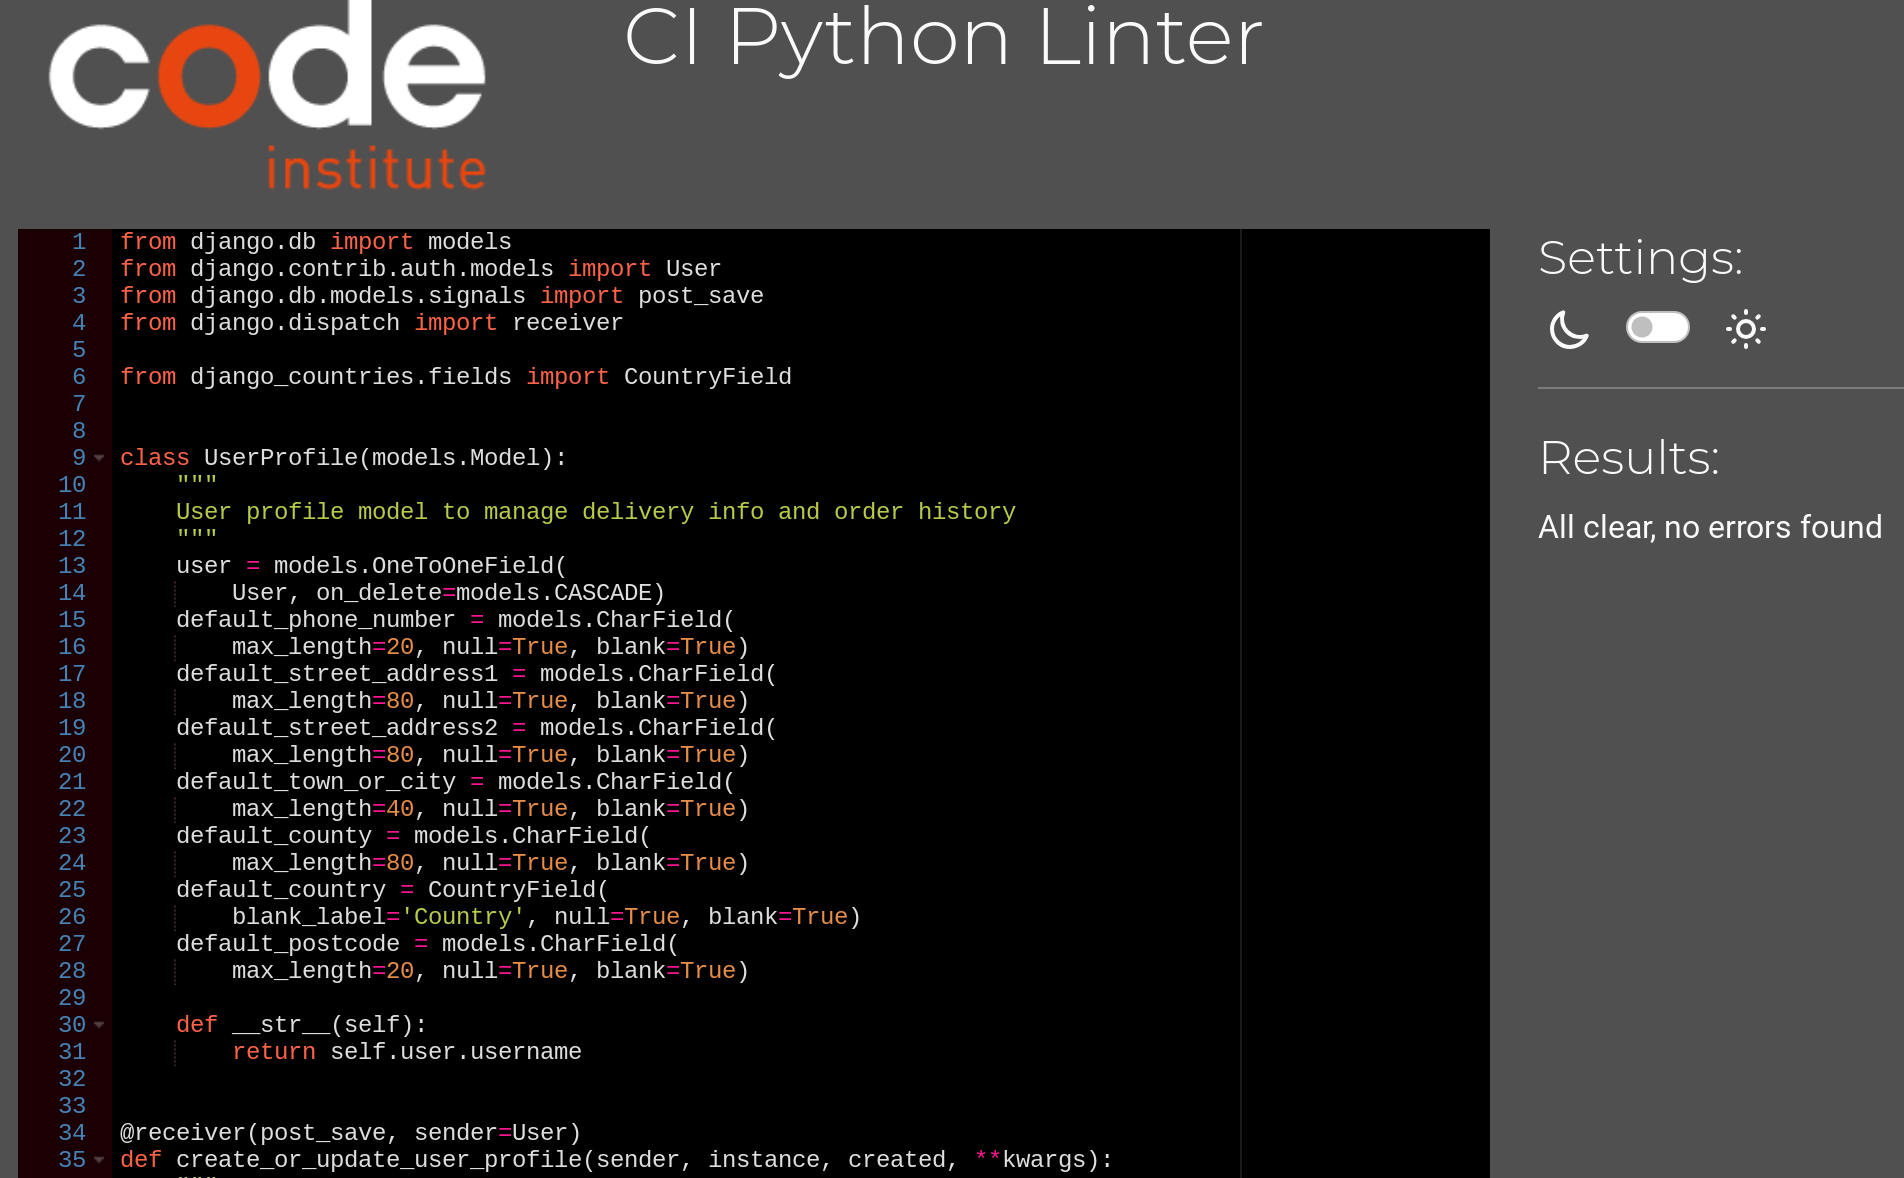 code
institute
CI Python Linter
1 from django.db import models
2 from django.contrib.auth.models import User
3 from django.db.models.signals import post_save
4 from django.dispatch import receiver
5
6 from django_countries.fields import CountryField
7
8
9 class UserProfile(models.Model):
10     """
11     User profile model to manage delivery info and order history
12     """
13     user = models.OneToOneField(
14         User, on_delete=models.CASCADE)
15     default_phone_number = models.CharField(
16         max_length=20, null=True, blank=True)
17     default_street_address1 = models.CharField(
18         max_length=80, null=True, blank=True)
19     default_street_address2 = models.CharField(
20         max_length=80, null=True, blank=True)
21     default_town_or_city = models.CharField(
22         max_length=40, null=True, blank=True)
23     default_county = models.CharField(
24         max_length=80, null=True, blank=True)
25     default_country = CountryField(
26         blank_label='Country', null=True, blank=True)
27     default_postcode = models.CharField(
28         max_length=20, null=True, blank=True)
29
30     def __str__(self):
31         return self.user.username
32
33
34 @receiver(post_save, sender=User)
35 def create_or_update_user_profile(sender, instance, created, **kwargs):
Settings:
Results:
All clear, no errors found